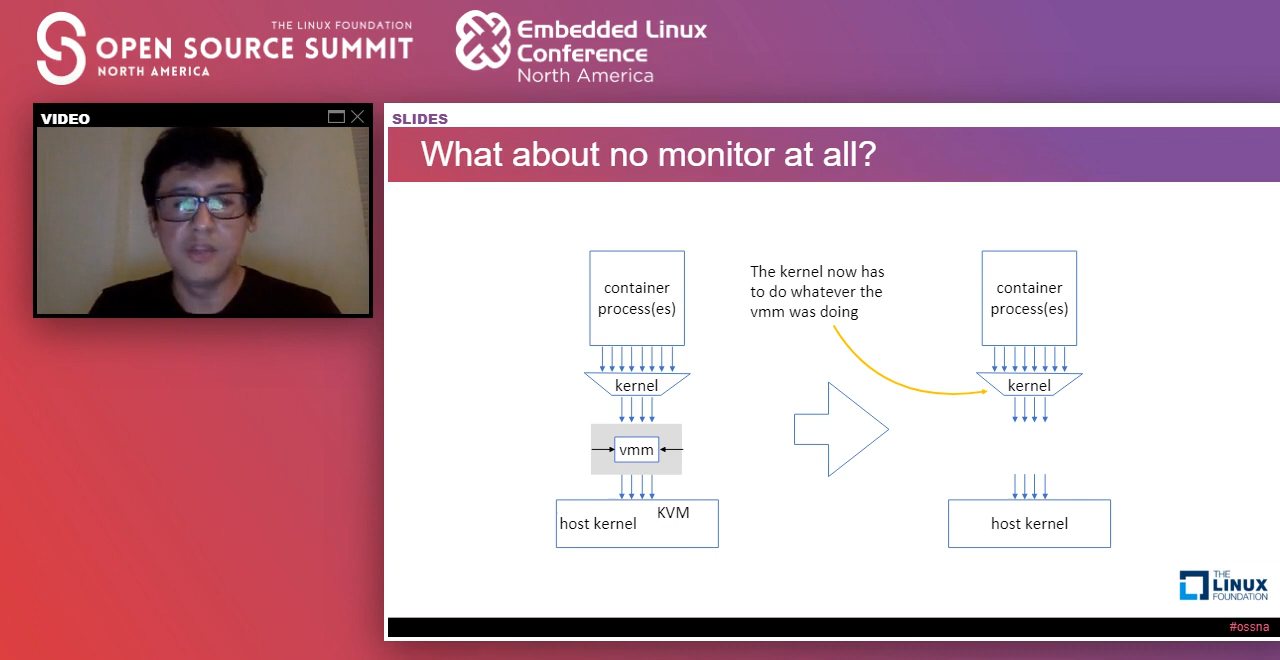 THE LINUX FOUNDATION
OPEN SOURCE SUMMIT
NORTH AMERICA
Embedded Linux
Conference
North America
VIDEO
SLIDES
What about no monitor at all?
container
process(es)
kernel
vmm
host kernel
KVM
The kernel now has
to do whatever the
vmm was doing
container
process(es)
kernel
host kernel
THE
LINUX
FOUNDATION
#ossna